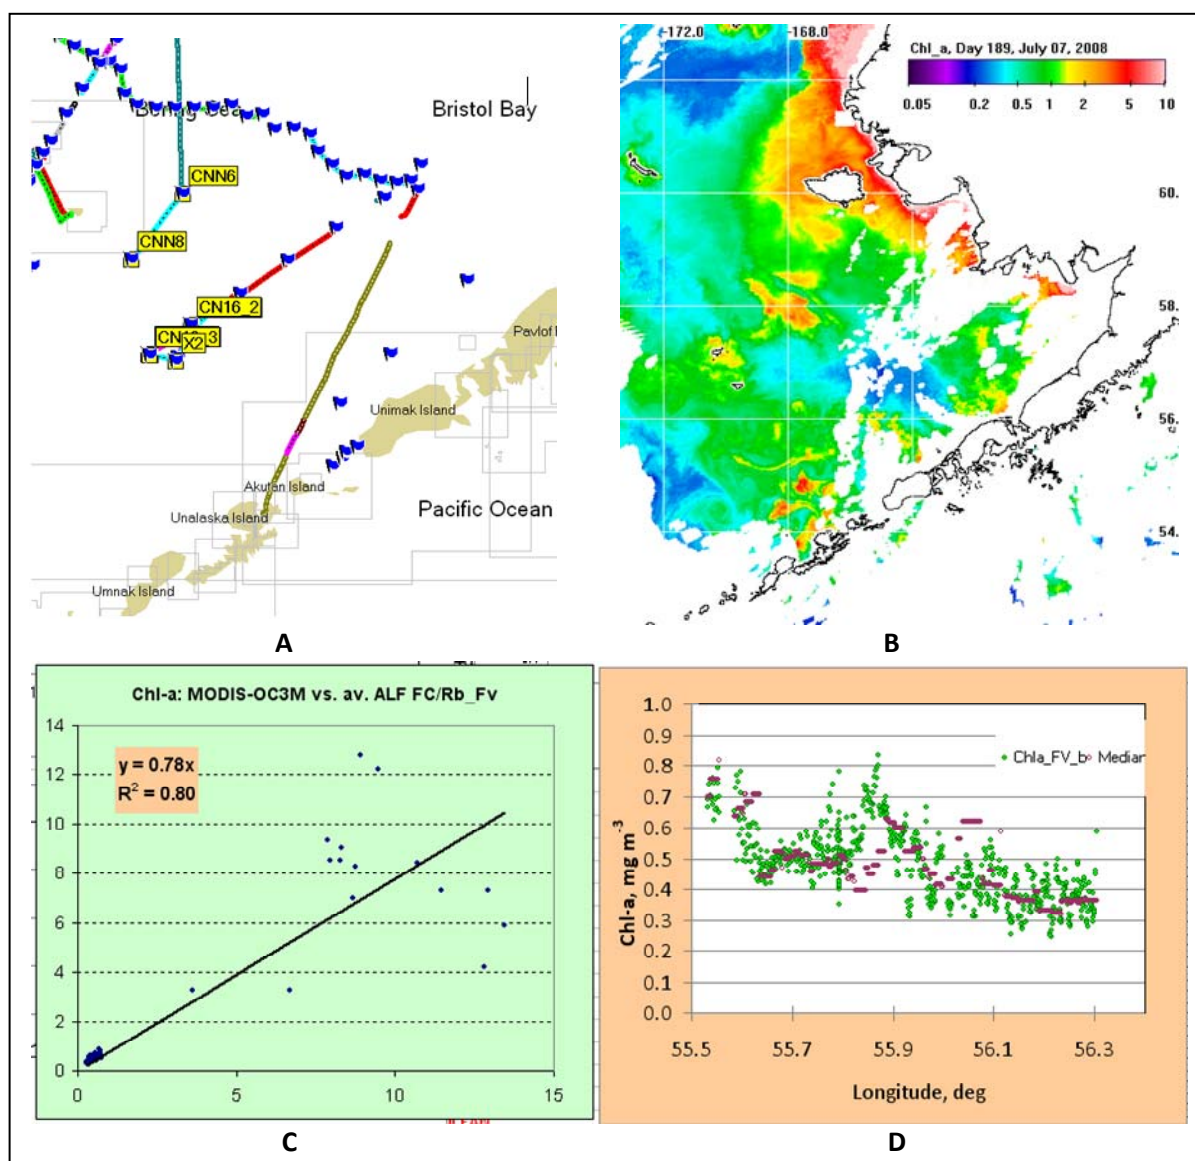 Bristol Bay
CNN6
CNN8
CN16_2
X2
Pavlof
Unimak Island
Akutan Island
Unalaska Island
Pacific Ocean
Umnak Island
A
-172.0
-168.0
Chl_a, Day 189, July 07, 2008
0.05 0.2 0.5 1 2 5 10
60.
58.
56.
54.
B
Chl-a: MODIS-OC3M vs. av. ALF FC/Rb_Fv
14
12
10
8
6
4
2
0
y = 0.78x
R² = 0.80
0 5 10 15
C
1.0
0.9
0.8
0.7
0.6
0.5
0.4
0.3
0.2
0.1
0.0
Chl-a, mg m⁻³
Chla_FV_b Median
55.5 55.7 55.9 56.1 56.3
Longitude, deg
D